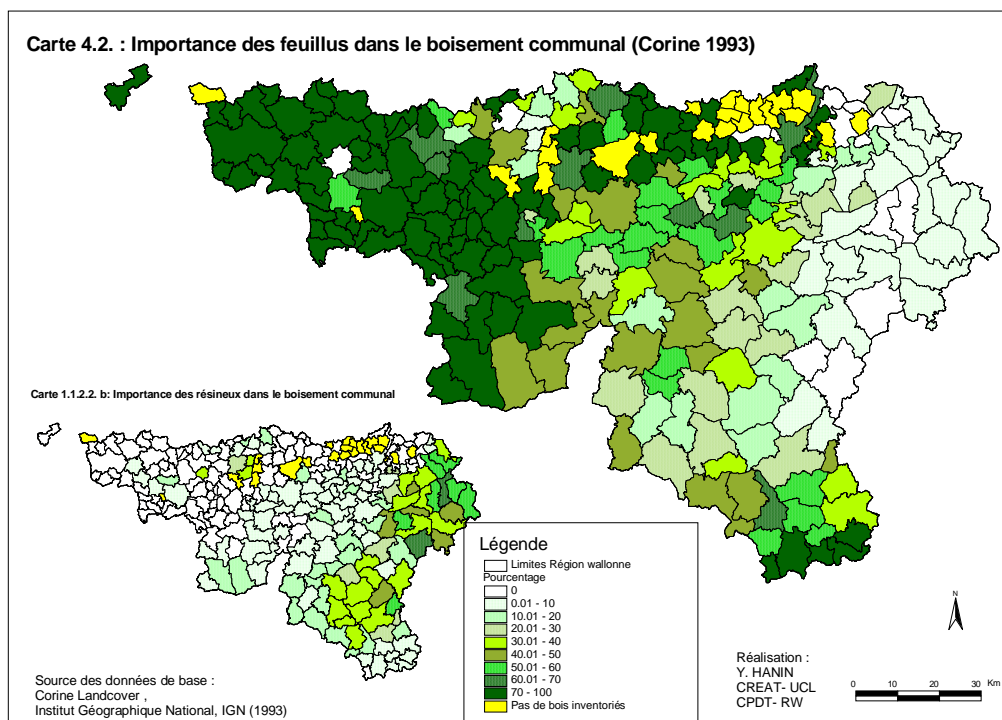 Carte 4.2. : Importance des feuillus dans le boisement communal (Corine 1993)
Carte 1.1.2.2. b: Importance des résineux dans le boisement communal
Légende
Limites Région wallonne
Pourcentage
0
0.01 - 10
10.01 - 20
20.01 - 30
30.01 - 40
40.01 - 50
50.01 - 60
60.01 - 70
70 - 100
Pas de bois inventoriés
Source des données de base :
Corine Landcover ,
Institut Géographique National, IGN (1993)
N
Réalisation :
Y. HANIN
CREAT- UCL
CPDT- RW
0 10 20 30 Km